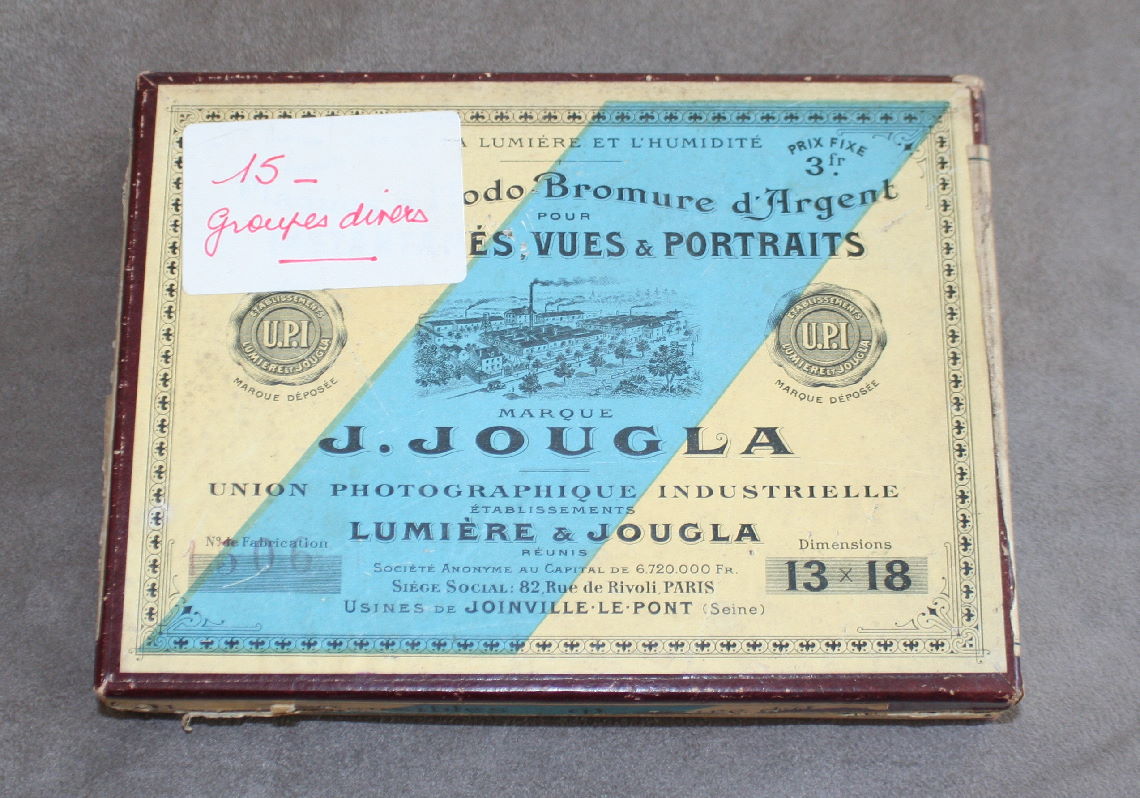 15 -
Groupes divers
LUMIÈRE ET L'HUMIDITÉ
PRIX FIXE
3fr.
odo-Bromure d'Argent
POUR
ÉS, VUES & PORTRAITS
ÉTABLISSEMENTS
U.P.I
LUMIÈRE ET JOUGLA
MARQUE DÉPOSÉE
ÉTABLISSEMENTS
U.P.I
LUMIÈRE ET JOUGLA
MARQUE DÉPOSÉE
MARQUE
J. JOUGLA
UNION PHOTOGRAPHIQUE INDUSTRIELLE
ÉTABLISSEMENTS
LUMIÈRE & JOUGLA
RÉUNIS
SOCIÉTÉ ANONYME AU CAPITAL DE 6.720.000 FR.
SIÈGE SOCIAL: 82, Rue de Rivoli, PARIS
USINES DE JOINVILLE-LE-PONT (Seine)
Nº de Fabrication
Dimensions
13 x 18